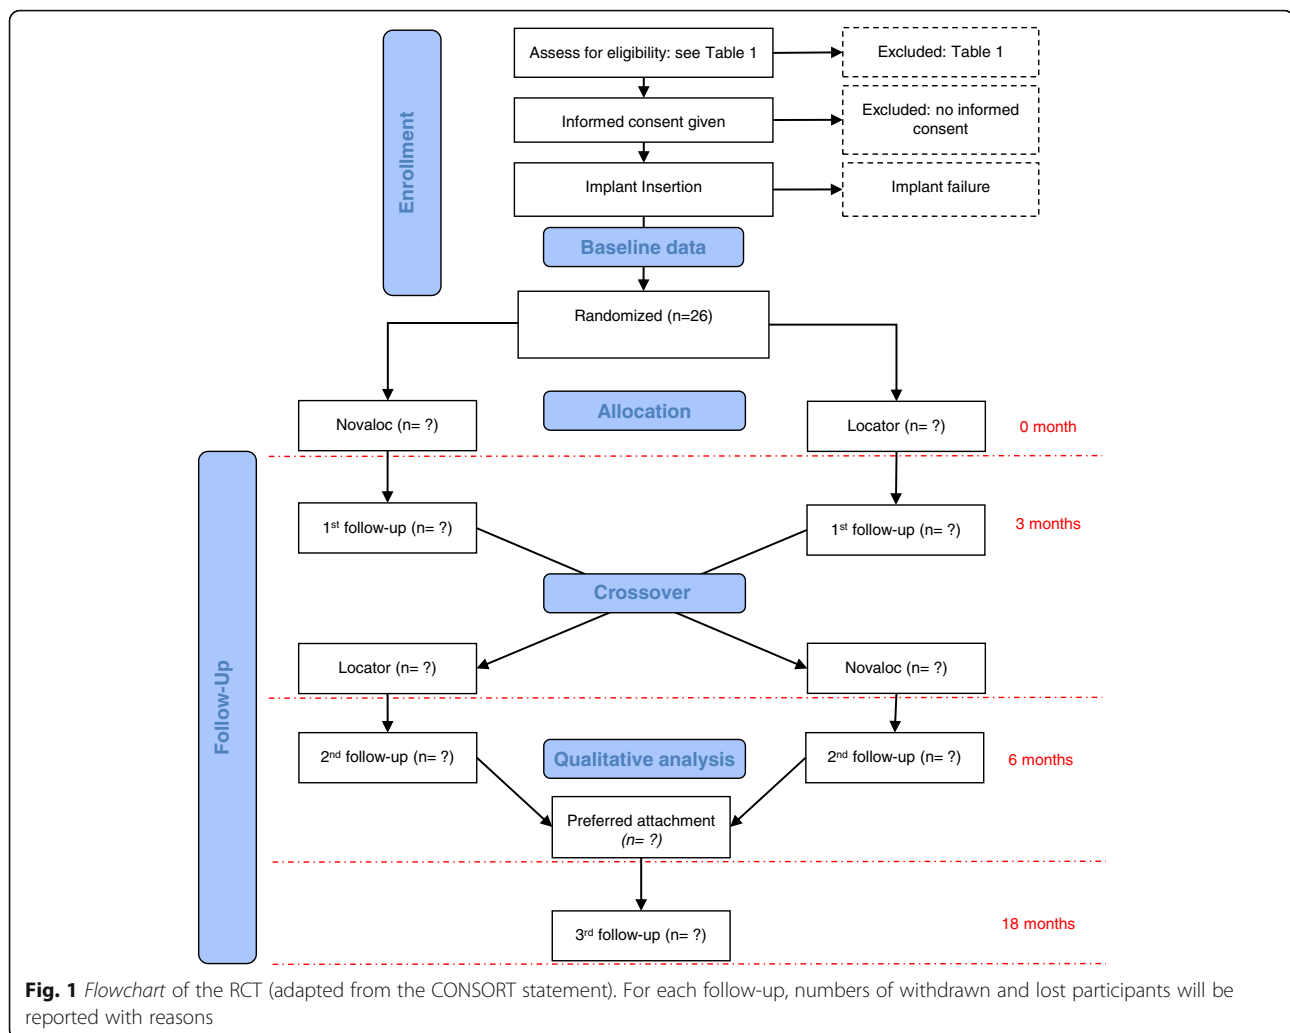 Enrollment
Assess for eligibility: see Table 1
Excluded: Table 1
Informed consent given
Excluded: no informed
consent
Implant Insertion
Implant failure
Baseline data
Randomized (n=26)
Allocation
Novaloc (n= ?)
Locator (n= ?)
0 month
Follow-Up
1st follow-up (n= ?)
1st follow-up (n= ?)
3 months
Crossover
Locator (n= ?)
Novaloc (n= ?)
2nd follow-up (n= ?)
Qualitative analysis
2nd follow-up (n= ?)
6 months
Preferred attachment
(n= ?)
3rd follow-up (n= ?)
18 months
Fig. 1 Flowchart of the RCT (adapted from the CONSORT statement). For each follow-up, numbers of withdrawn and lost participants will be
reported with reasons